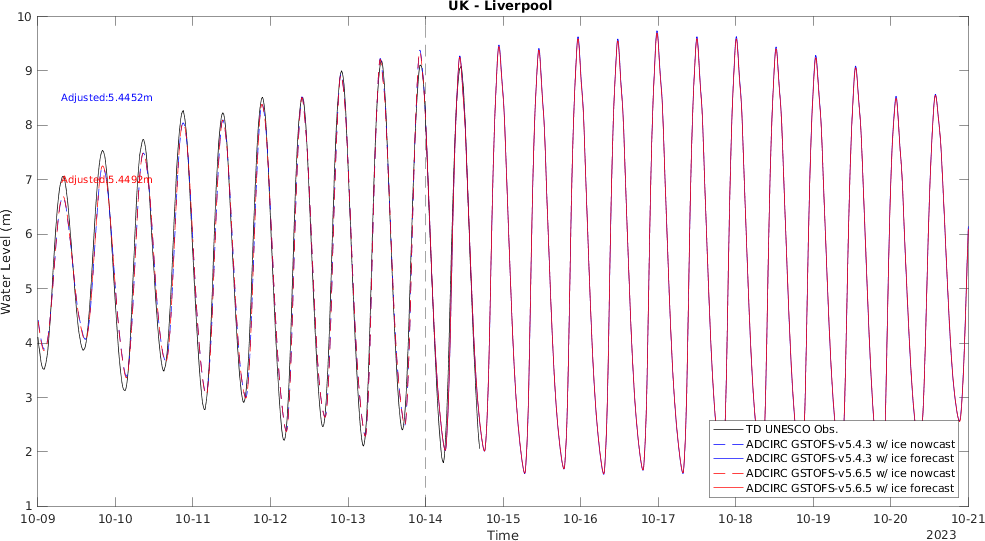 UK - Liverpool
10
9
8
7
6
5
4
3
2
1
Water Level (m)
Adjusted:5.4452m
Adjusted:5.4492m
TD UNESCO Obs.
ADCIRC GSTOFS-v5.4.3 w/ ice nowcast
ADCIRC GSTOFS-v5.4.3 w/ ice forecast
ADCIRC GSTOFS-v5.6.5 w/ ice nowcast
ADCIRC GSTOFS-v5.6.5 w/ ice forecast
10-09 10-10 10-11 10-12 10-13 10-14 10-15 10-16 10-17 10-18 10-19 10-20 10-21
Time
2023